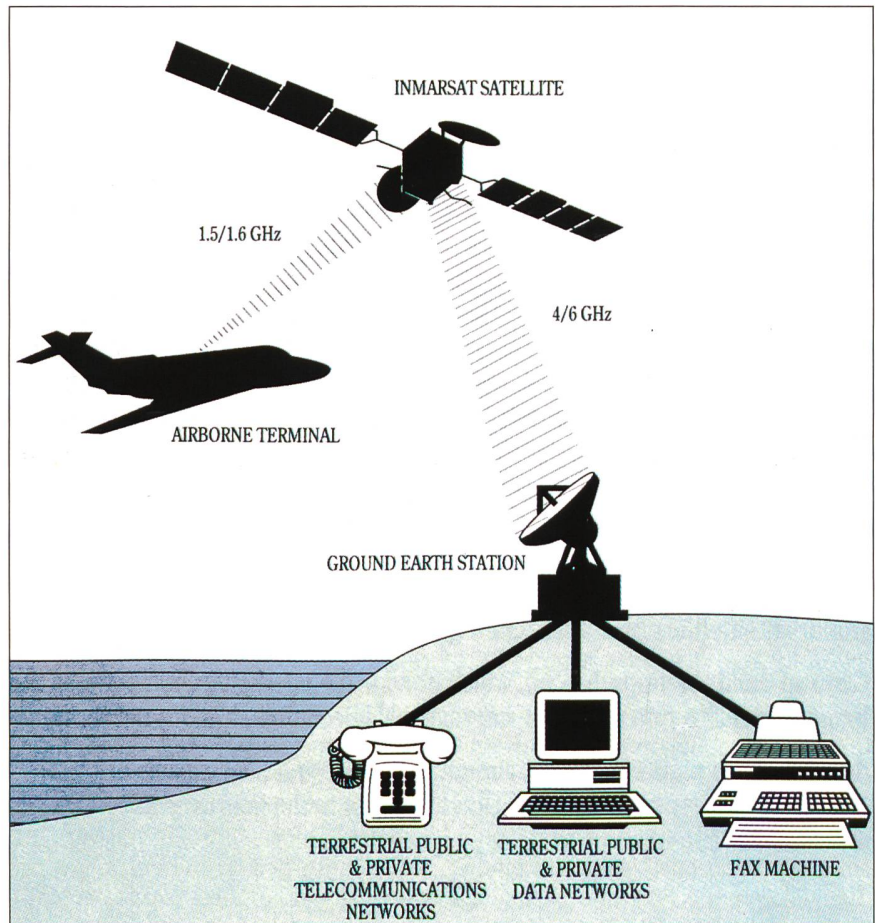 INMARSAT SATELLITE
1.5/1.6 GHz
4/6 GHz
AIRBORNE TERMINAL
GROUND EARTH STATION
TERRESTRIAL PUBLIC
& PRIVATE
TELECOMMUNICATIONS
NETWORKS
TERRESTRIAL PUBLIC
& PRIVATE
DATA NETWORKS
FAX MACHINE